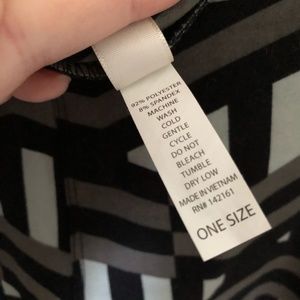 92% POLYESTER
8% SPANDEX
MACHINE
WASH
COLD
GENTLE
CYCLE
DO NOT
BLEACH
TUMBLE
DRY LOW
MADE IN VIETNAM
RN# 142161
ONE SIZE